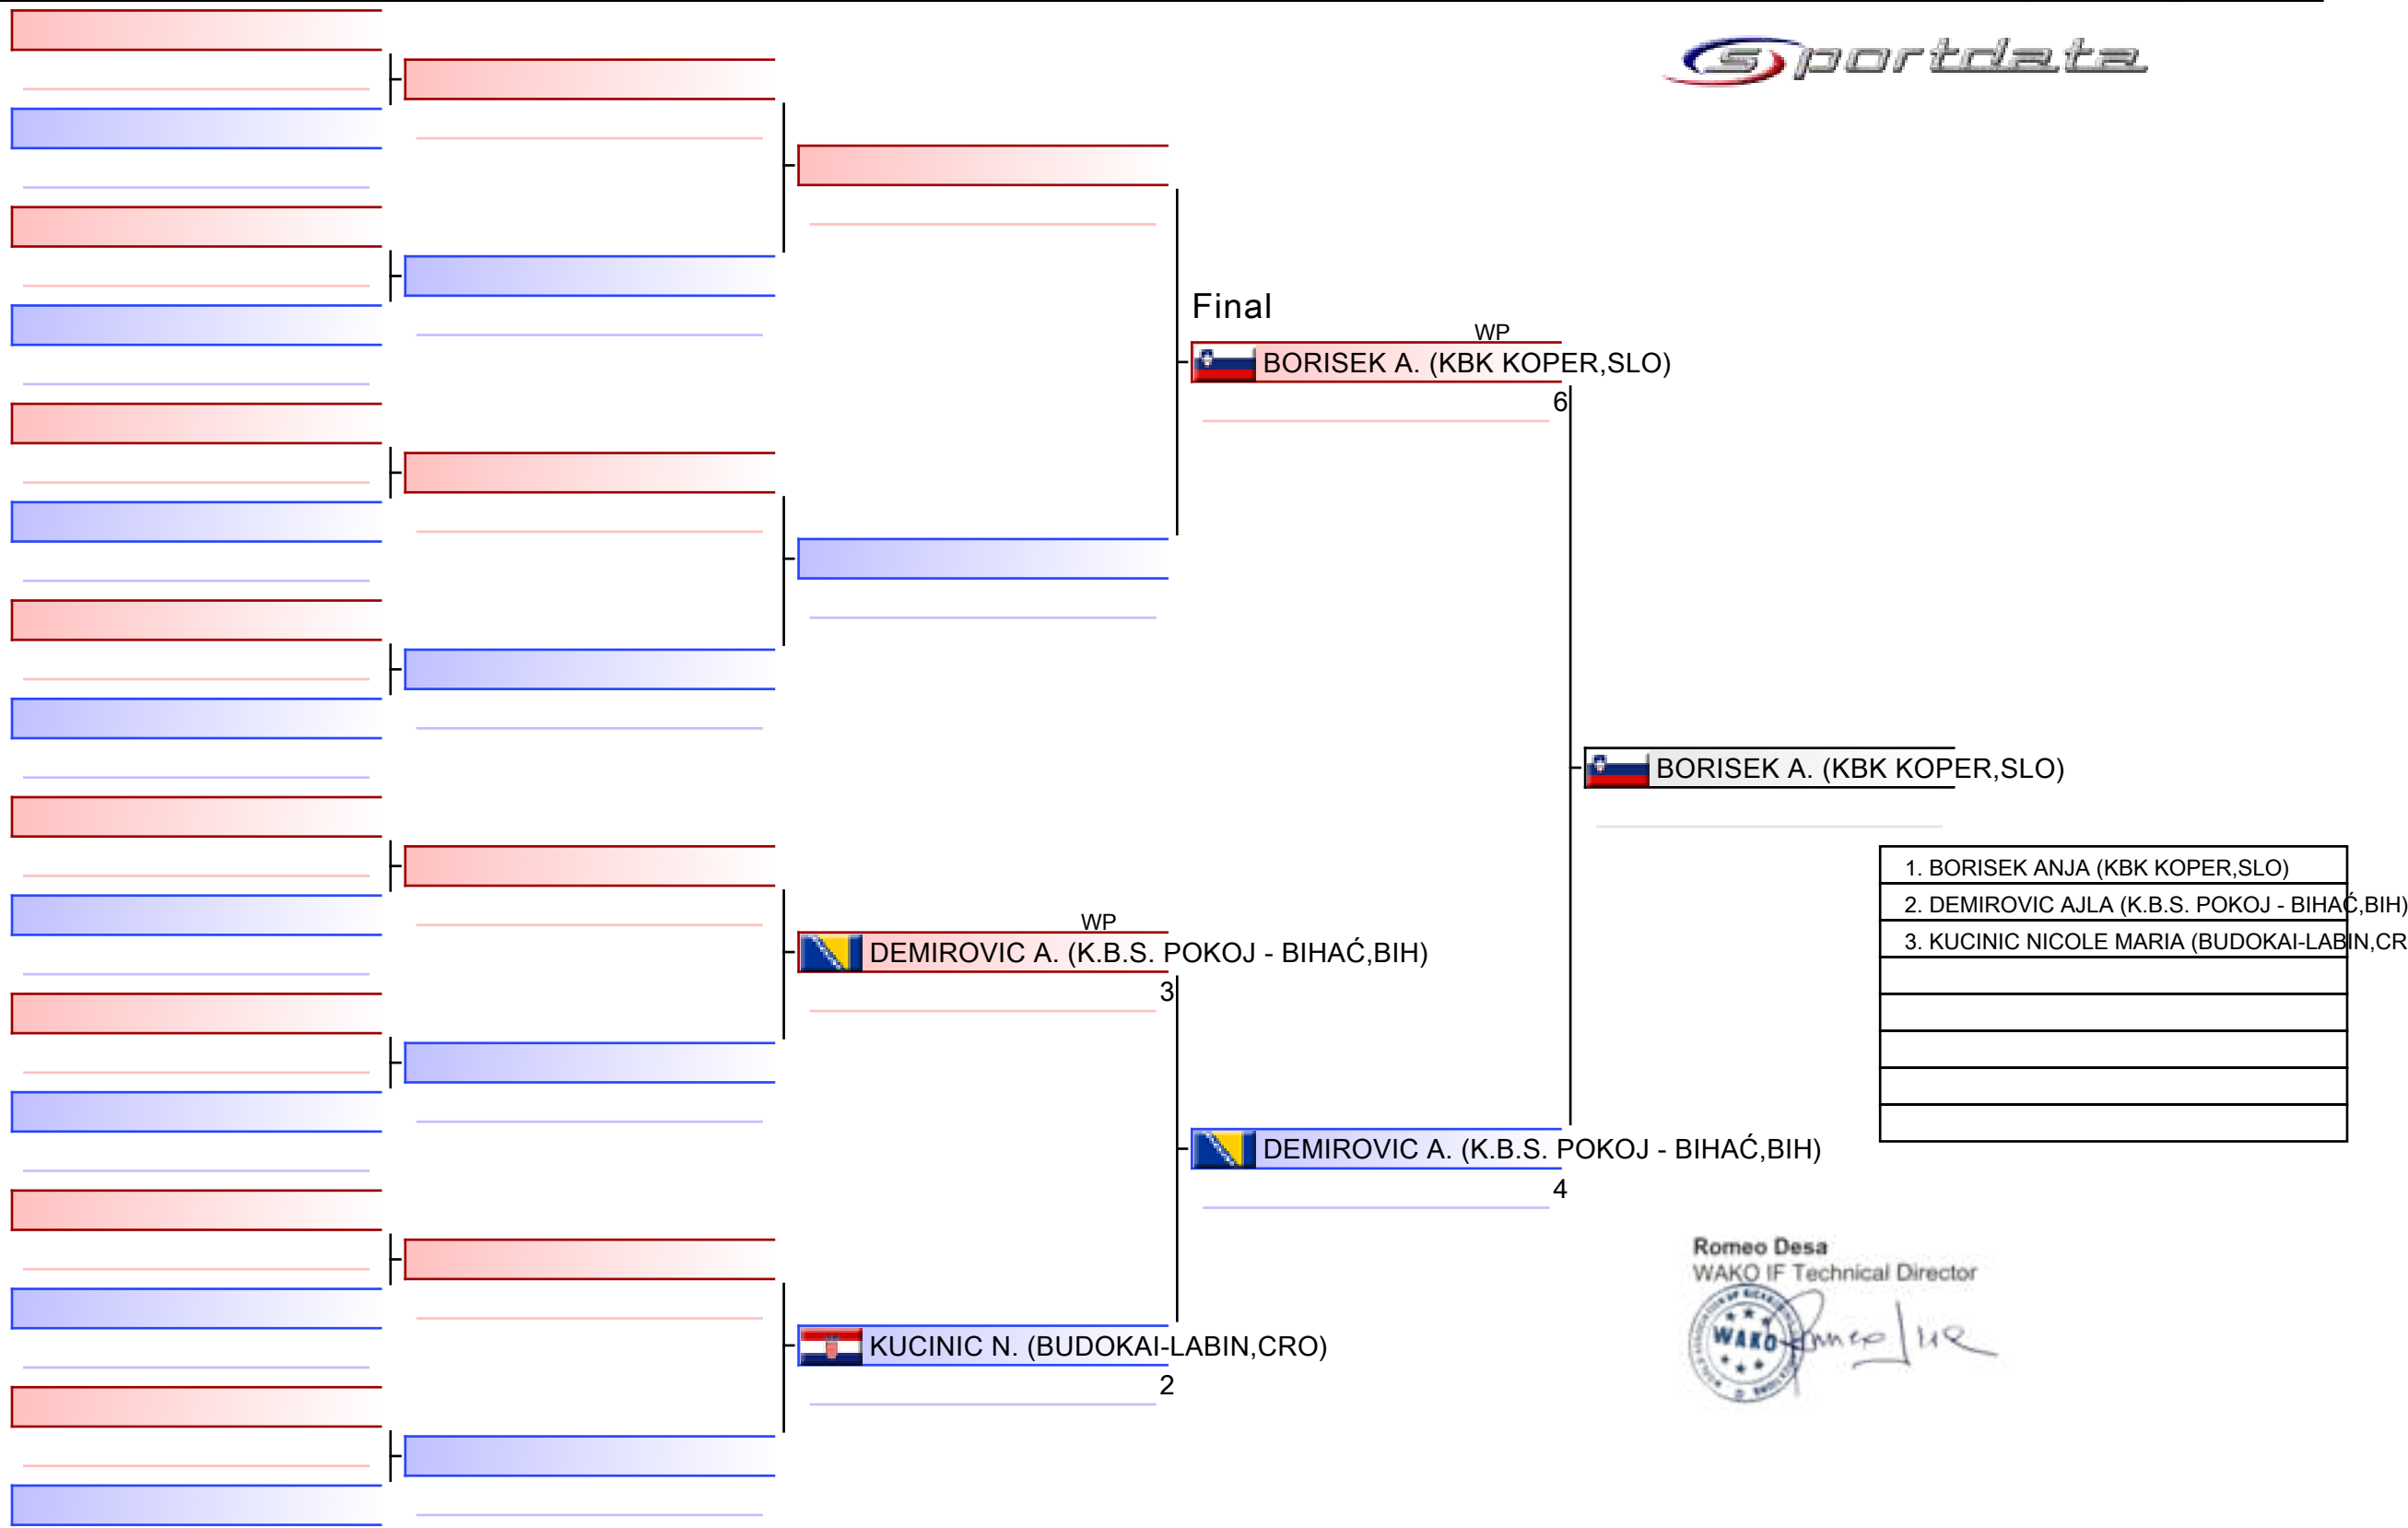 sportdata
Final
WP
BORISEK A. (KBK KOPER,SLO)
6
BORISEK A. (KBK KOPER,SLO)
1. BORISEK ANJA (KBK KOPER,SLO)
2. DEMIROVIC AJLA (K.B.S. POKOJ - BIHAĆ,BIH)
3. KUCINIC NICOLE MARIA (BUDOKAI-LABIN,CR
WP
DEMIROVIC A. (K.B.S. POKOJ - BIHAĆ,BIH)
3
DEMIROVIC A. (K.B.S. POKOJ - BIHAĆ,BIH)
4
KUCINIC N. (BUDOKAI-LABIN,CRO)
2
Romeo Desa
WAKO IF Technical Director
WAKO